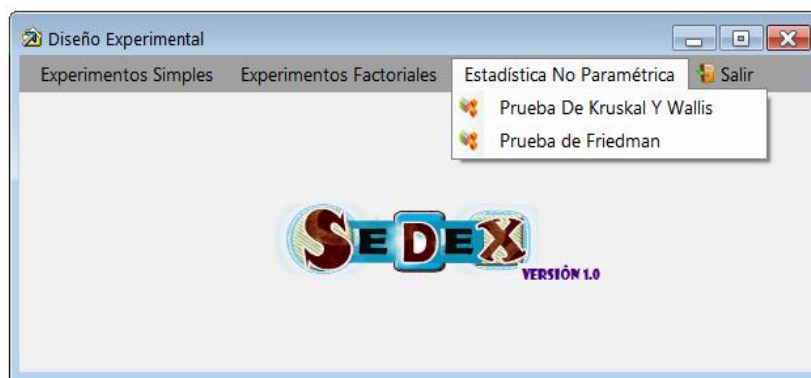 Diseño Experimental
Experimentos Simples Experimentos Factoriales Estadística No Paramétrica Salir
Prueba De Kruskal Y Wallis
Prueba de Friedman
SEDEX
VERSIÓN 1.0